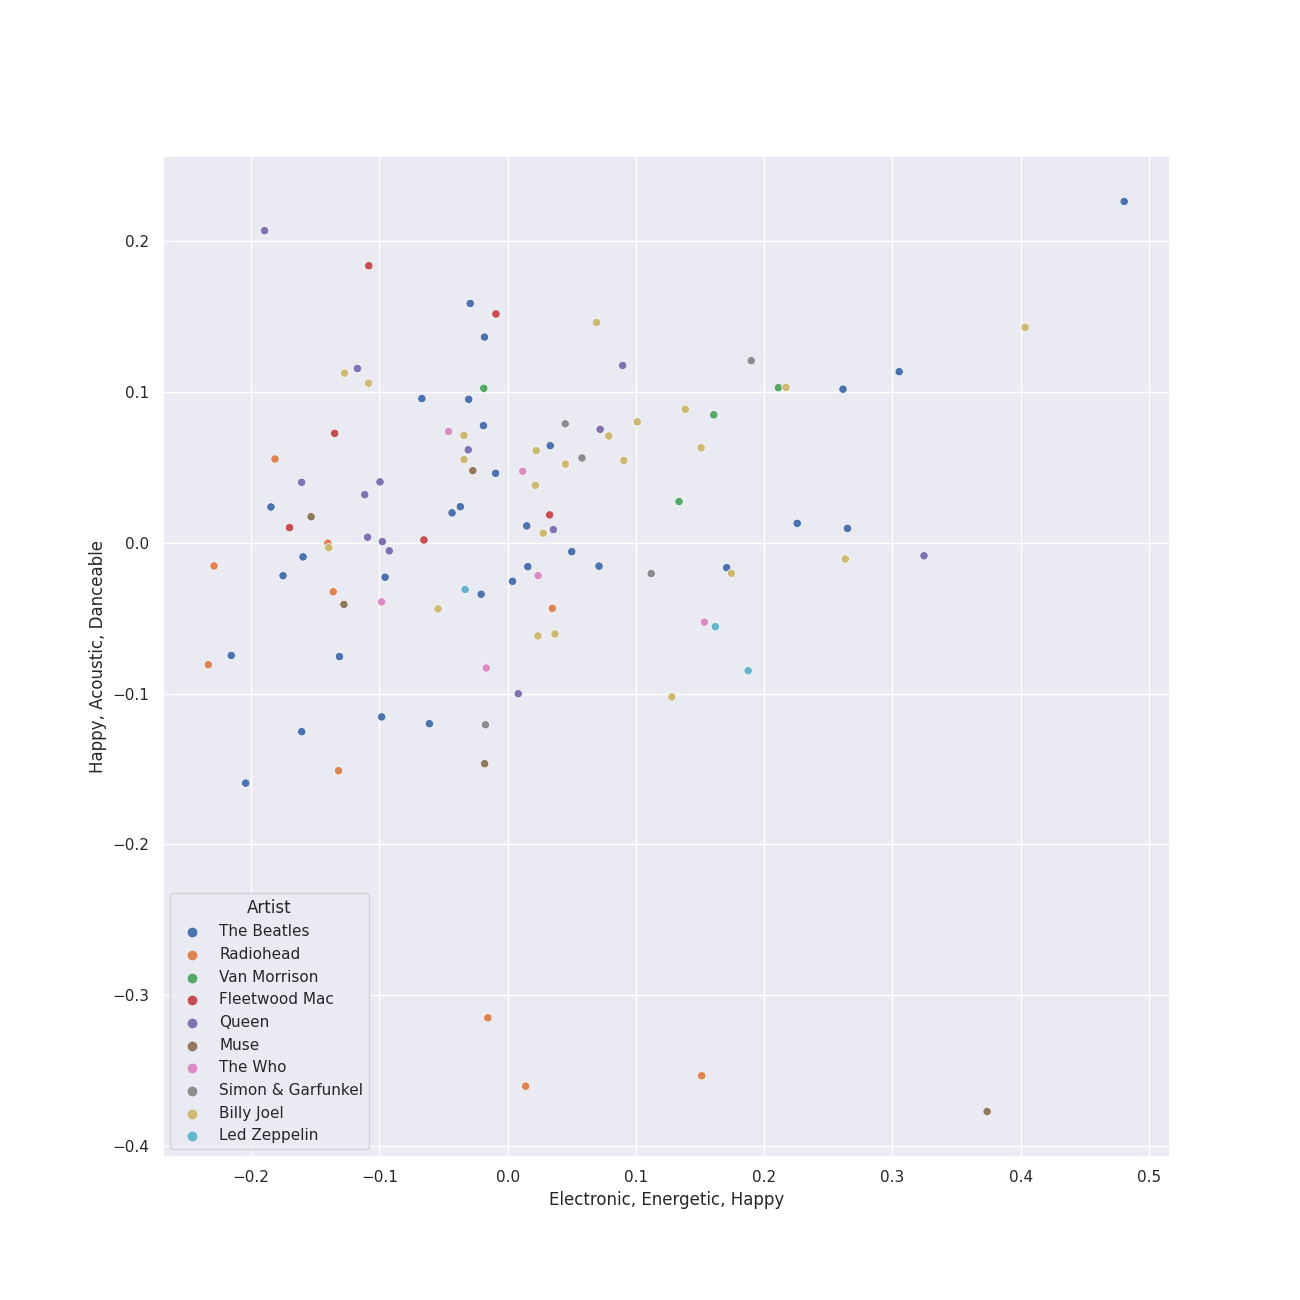 0.2
0.1
0.0
−0.1
−0.2
−0.3
−0.4
Happy, Acoustic, Danceable
Artist
The Beatles
Radiohead
Van Morrison
Fleetwood Mac
Queen
Muse
The Who
Simon & Garfunkel
Billy Joel
Led Zeppelin
−0.2 −0.1 0.0 0.1 0.2 0.3 0.4 0.5
Electronic, Energetic, Happy